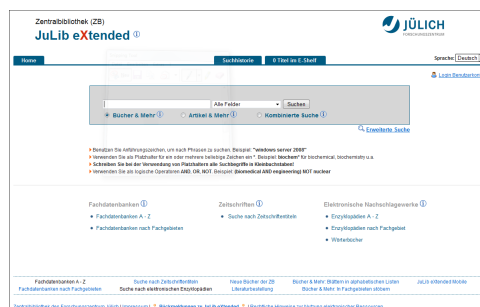 Zentralbibliothek (ZB)
JuLib eXtended
JÜLICH
FORSCHUNGSZENTRUM
Home
Suchhistorie
0 Titel im E-Shelf
Sprache: Deutsch
Login Benutzerkon
Alle Felder
Suchen
Bücher & Mehr
Artikel & Mehr
Kombinierte Suche
Erweiterte Suche
Benutzen Sie Anführungszeichen, um nach Phrasen zu suchen. Beispiel: "windows server 2008"
Verwenden Sie als Platzhalter für ein oder mehrere beliebige Zeichen ein *. Beispiel: biochem* für biochemical, biochemistry u.a.
Schreiben Sie bei der Verwendung von Platzhaltern alle Suchbegriffe in Kleinbuchstaben!
Verwenden Sie als logische Operatoren AND, OR, NOT. Beispiel: (biomedical AND engineering) NOT nuclear
Fachdatenbanken
Zeitschriften
Elektronische Nachschlagewerke
Fachdatenbanken A - Z
Suche nach Zeitschriftentiteln
Enzyklopädien A - Z
Fachdatenbanken nach Fachgebieten
Enzyklopädien nach Fachgebiet
Wörterbücher
Fachdatenbanken A - Z
Suche nach Zeitschriftentiteln
Neue Bücher der ZB
Bücher & Mehr: Blättern in alphabetischen Listen
JuLib eXtended Mobile
Fachdatenbanken nach Fachgebieten
Suche nach elektronischen Enzyklopädien
Literaturbestellung
Bücher & Mehr: In Fachgebieten stöbern